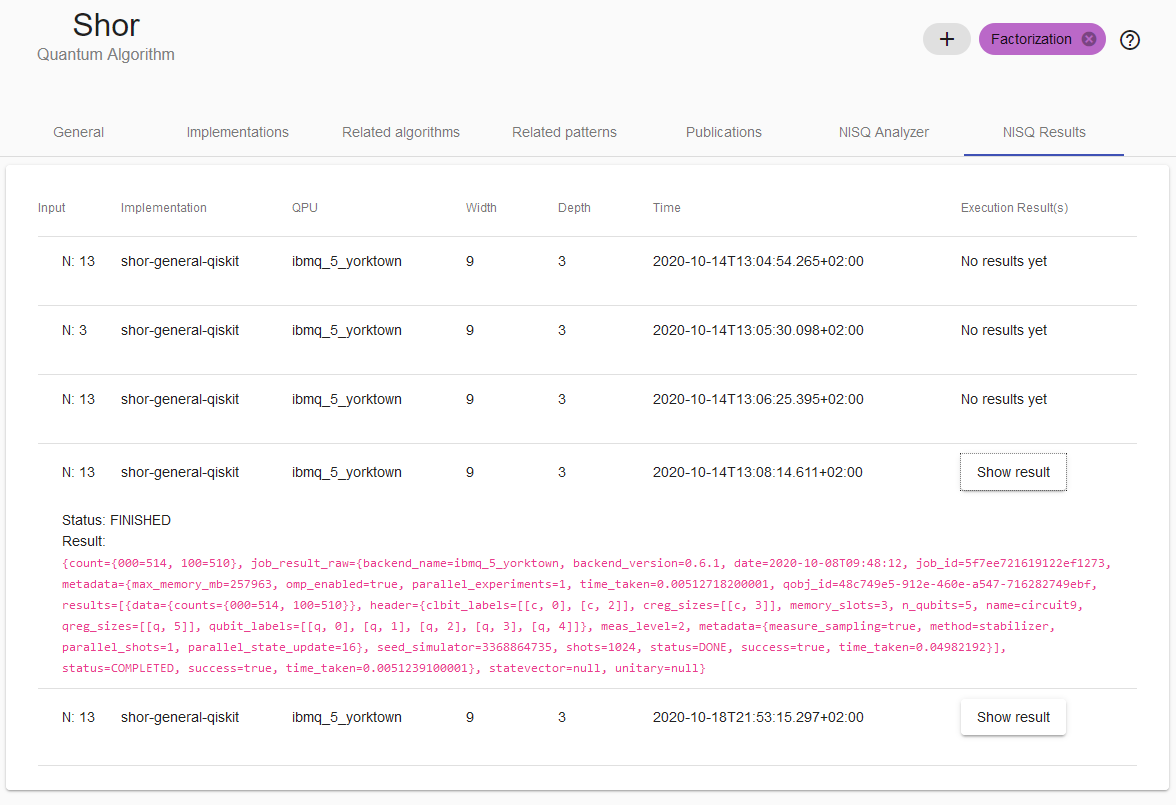 Shor
Quantum Algorithm
+ Factorization
General Implementations Related algorithms Related patterns Publications NISQ Analyzer NISQ Results
Input Implementation QPU Width Depth Time Execution Result(s)
N: 13 shor-general-qiskit ibmq_5_yorktown 9 3 2020-10-14T13:04:54.265+02:00 No results yet
N: 3 shor-general-qiskit ibmq_5_yorktown 9 3 2020-10-14T13:05:30.098+02:00 No results yet
N: 13 shor-general-qiskit ibmq_5_yorktown 9 3 2020-10-14T13:06:25.395+02:00 No results yet
N: 13 shor-general-qiskit ibmq_5_yorktown 9 3 2020-10-14T13:08:14.611+02:00 Show result
Status: FINISHED
Result:
{count={000=514, 100=510}, job_result_raw={backend_name=ibmq_5_yorktown, backend_version=0.6.1, date=2020-10-08T09:48:12, job_id=5f7ee721619122ef1273,
metadata={max_memory_mb=257963, omp_enabled=true, parallel_experiments=1, time_taken=0.00512718200001, qobj_id=48c749e5-912e-460e-a547-716282749ebf,
results=[{data={counts={000=514, 100=510}}, header={clbit_labels=[[c, 0], [c, 2]], creg_sizes=[[c, 3]], memory_slots=3, n_qubits=5, name=circuit9,
qreg_sizes=[[q, 5]], qubit_labels=[[q, 0], [q, 1], [q, 2], [q, 3], [q, 4]]}, meas_level=2, metadata={measure_sampling=true, method=stabilizer,
parallel_shots=1, parallel_state_update=16}, seed_simulator=3368864735, shots=1024, status=DONE, success=true, time_taken=0.04982192}],
status=COMPLETED, success=true, time_taken=0.0051239100001}, statevector=null, unitary=null}
N: 13 shor-general-qiskit ibmq_5_yorktown 9 3 2020-10-18T21:53:15.297+02:00 Show result